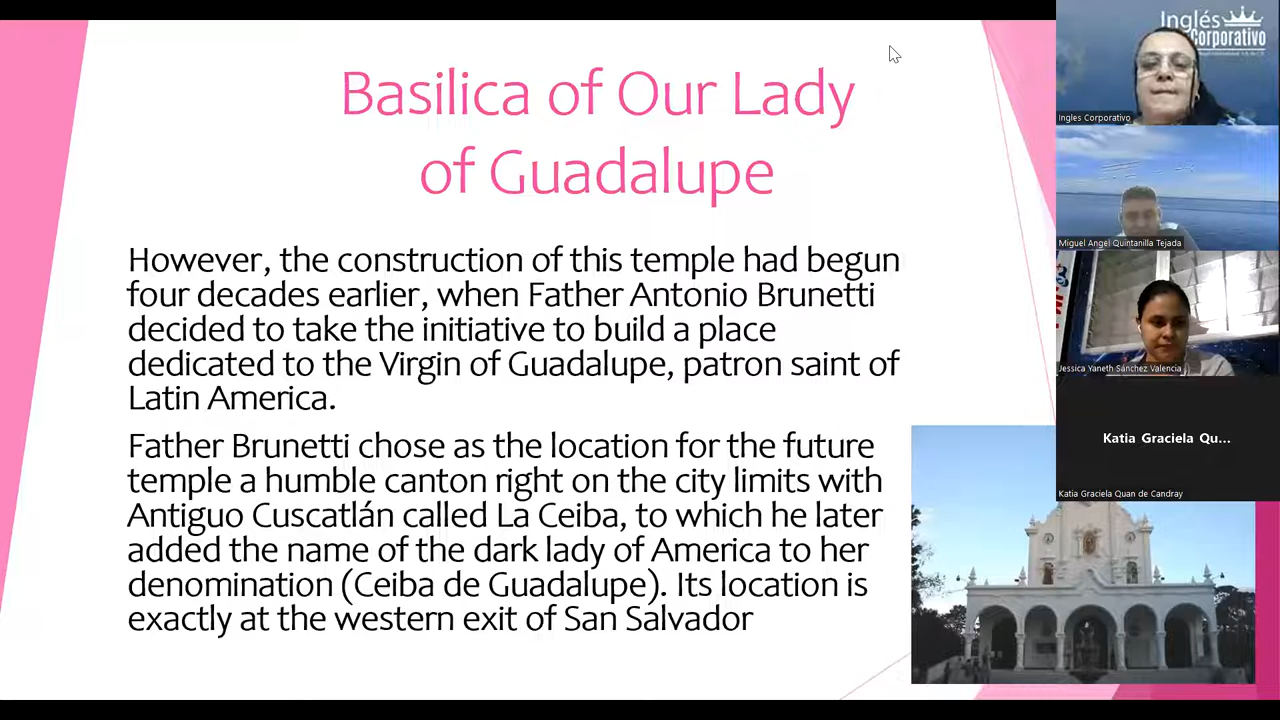 Basilica of Our Lady
of Guadalupe
However, the construction of this temple had begun
four decades earlier, when Father Antonio Brunetti
decided to take the initiative to build a place
dedicated to the Virgin of Guadalupe, patron saint of
Latin America.
Father Brunetti chose as the location for the future
temple a humble canton right on the city limits with
Antiguo Cuscatlán called La Ceiba, to which he later
added the name of the dark lady of America to her
denomination (Ceiba de Guadalupe). Its location is
exactly at the western exit of San Salvador
Inglés
Corporativo
Ingles Corporativo
Miguel Angel Quintanilla Tejada
Jessica Yaneth Sánchez Valencia
Katia Graciela Qu...
Katia Graciela Quan de Candray